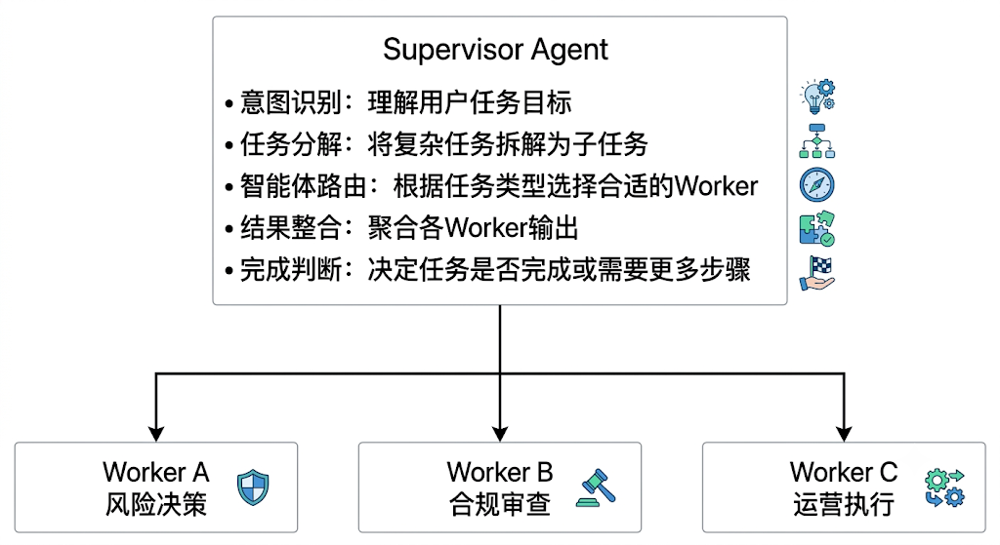 Supervisor Agent
• 意图识别：理解用户任务目标
• 任务分解：将复杂任务拆解为子任务
• 智能体路由：根据任务类型选择合适的Worker
• 结果整合：聚合各Worker输出
• 完成判断：决定任务是否完成或需要更多步骤
Worker A
风险决策
Worker B
合规审查
Worker C
运营执行